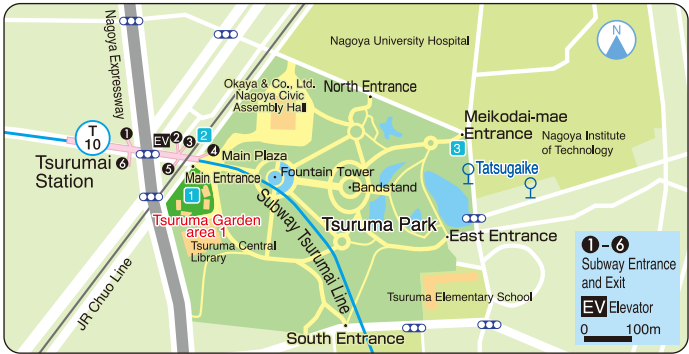 Nagoya Expressway
Nagoya University Hospital
N
Okaya & Co., Ltd.
Nagoya Civic
Assembly Hall
North Entrance
Meikodai-mae
Entrance
Nagoya Institute
of Technology
T
10
Tsurumai
Station
1
EV
2
3
2
4
5
6
Main Plaza
Main Entrance
1
3
Fountain Tower
Bandstand
Tatsugaike
Tsuruma Garden
area 1
Tsuruma Park
Subway Tsurumai Line
East Entrance
Tsuruma Central
Library
JR Chuo Line
Tsuruma Elementary School
South Entrance
1-6
Subway Entrance
and Exit
EV Elevator
0 100m